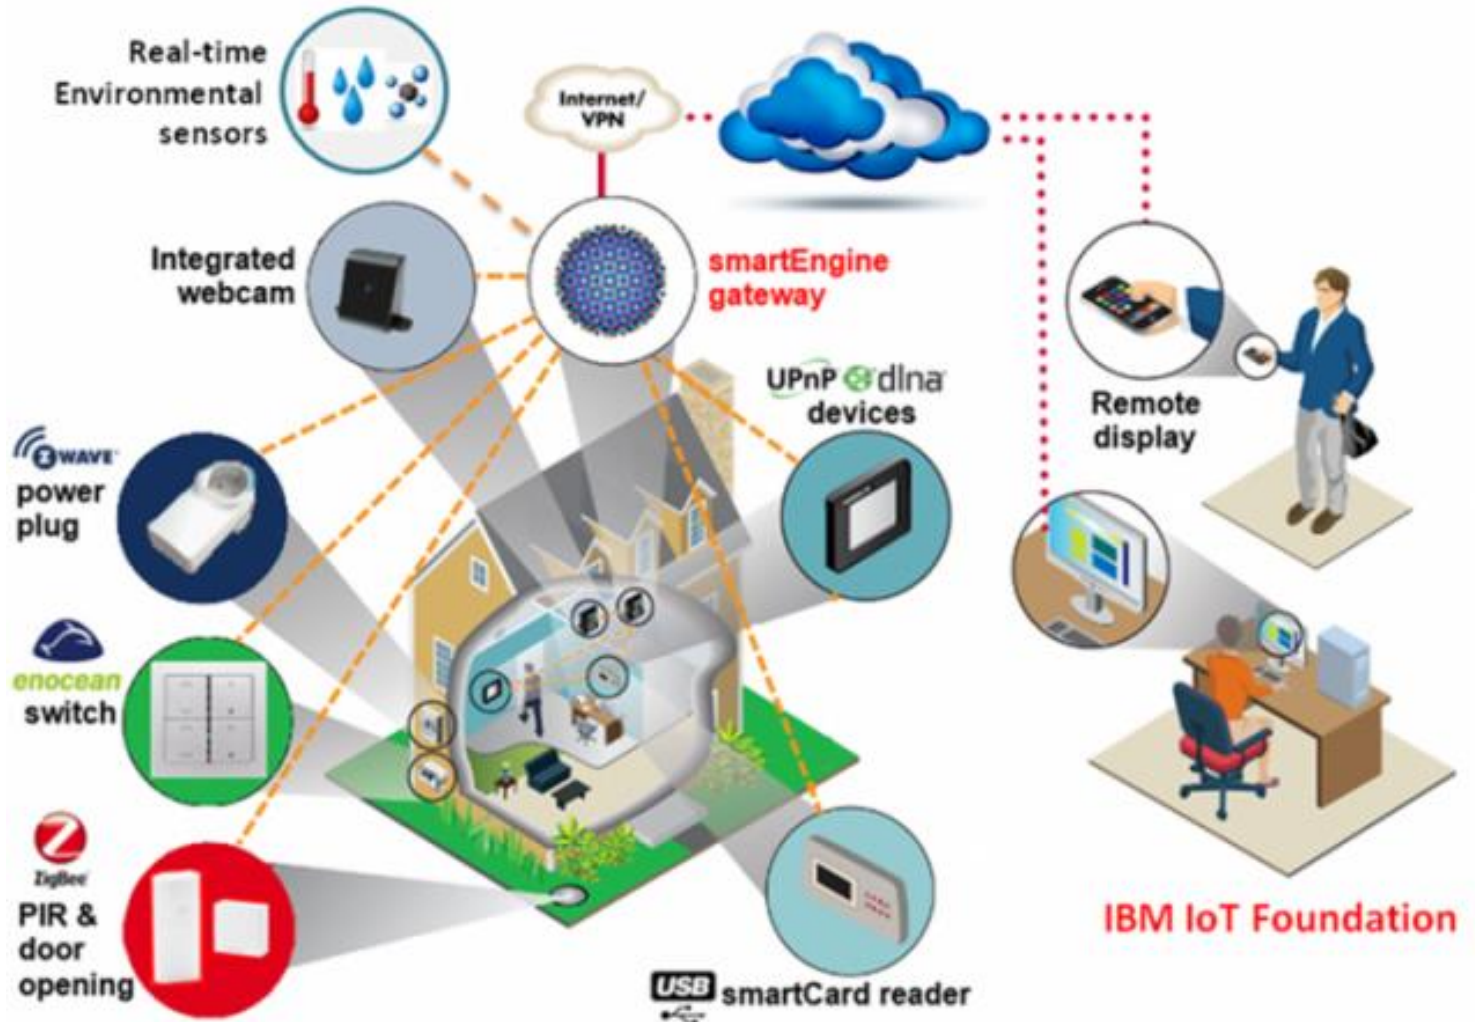 Real-time
Environmental
sensors
Internet/
VPN
Integrated
webcam
smartEngine
gateway
UPnP dlna
devices
Remote
display
Z WAVE
power
plug
enocean
switch
ZigBee
PIR &
door
opening
IBM IoT Foundation
USB smartCard reader